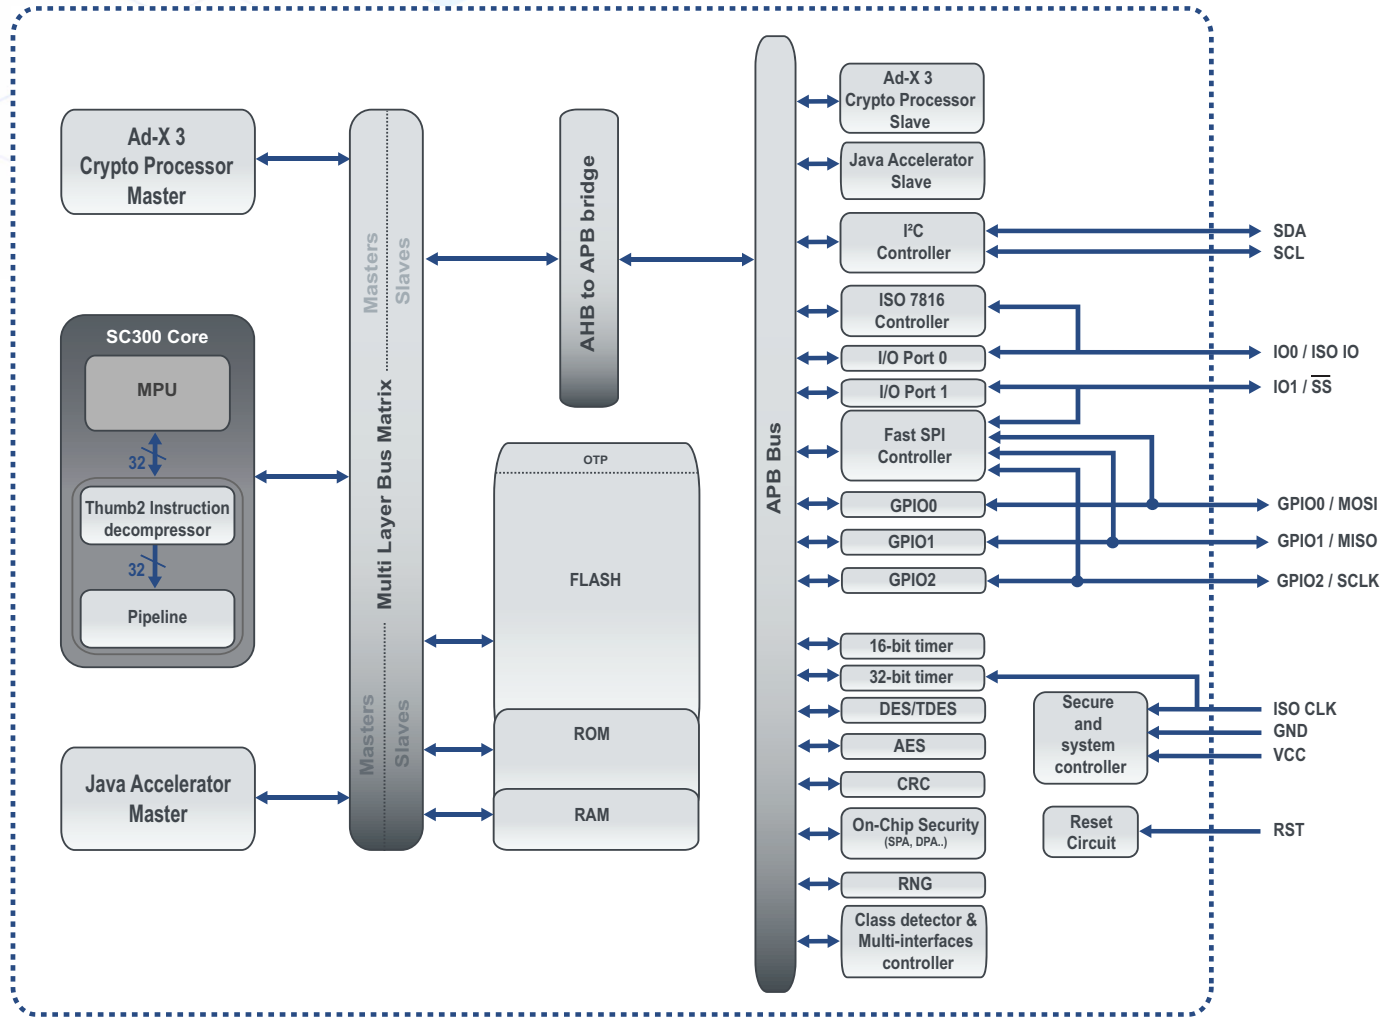 Ad-X 3
Crypto Processor
Master
SC300 Core
MPU
32
Thumb2 Instruction
decompressor
32
Pipeline
Java Accelerator
Master
Masters
Slaves
Multi Layer Bus Matrix
Masters
Slaves
AHB to APB bridge
OTP
FLASH
ROM
RAM
APB Bus
Ad-X 3
Crypto Processor
Slave
Java Accelerator
Slave
I²C
Controller
ISO 7816
Controller
I/O Port 0
I/O Port 1
Fast SPI
Controller
GPIO0
GPIO1
GPIO2
16-bit timer
32-bit timer
DES/TDES
AES
CRC
On-Chip Security
(SPA, DPA..)
RNG
Class detector &
Multi-interfaces
controller
Secure
and
system
controller
Reset
Circuit
SDA
SCL
IO0 / ISO IO
IO1 / S̅S̅
GPIO0 / MOSI
GPIO1 / MISO
GPIO2 / SCLK
ISO CLK
GND
VCC
RST